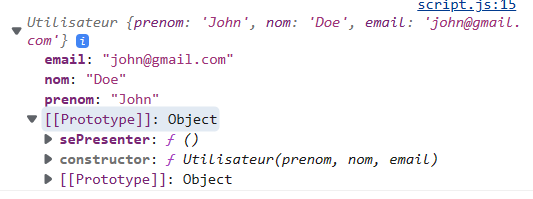 script.js:15
Utilisateur {prenom: 'John', nom: 'Doe', email: 'john@gmail.
com'} i
email: "john@gmail.com"
nom: "Doe"
prenom: "John"
[[Prototype]]: Object
sePresenter: ƒ ()
constructor: ƒ Utilisateur(prenom, nom, email)
[[Prototype]]: Object